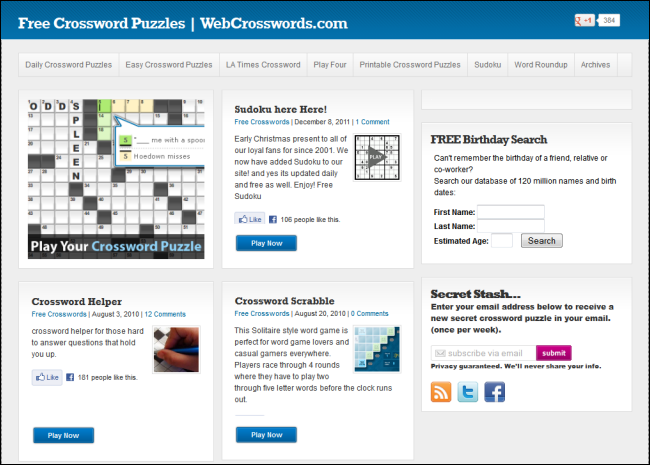 Free Crossword Puzzles | WebCrosswords.com
+1 384
Daily Crossword Puzzles Easy Crossword Puzzles LA Times Crossword Play Four Printable Crossword Puzzles Sudoku Word Roundup Archives
ODDS
SPLEEN
5 "___ me with a spoo
5 Hoedown misses
Play Your Crossword Puzzle
Sudoku here Here!
Free Crosswords | December 8, 2011 | 1 Comment
Early Christmas present to all of
our loyal fans for since 2001. We
now have added Sudoku to our
site! and yes its updated daily
and free as well. Enjoy! Free
Sudoku
PLAY
Like 106 people like this.
Play Now
Crossword Helper
Free Crosswords | August 3, 2010 | 12 Comments
crossword helper for those hard
to answer questions that hold
you up.
Like 181 people like this.
Play Now
Crossword Scrabble
Free Crosswords | August 20, 2010 | 0 Comments
This Solitaire style word game is
perfect for word game lovers and
casual gamers everywhere.
Players race through 4 rounds
where they have to play two
through five letter words before the clock runs
out.
Play Now
FREE Birthday Search
Can't remember the birthday of a friend, relative or
co-worker?
Search our database of 120 million names and birth
dates:
First Name:
Last Name:
Estimated Age: Search
Secret Stash...
Enter your email address below to receive a
new secret crossword puzzle in your email.
(once per week).
subscribe via email submit
Privacy guaranteed. We'll never share your info.